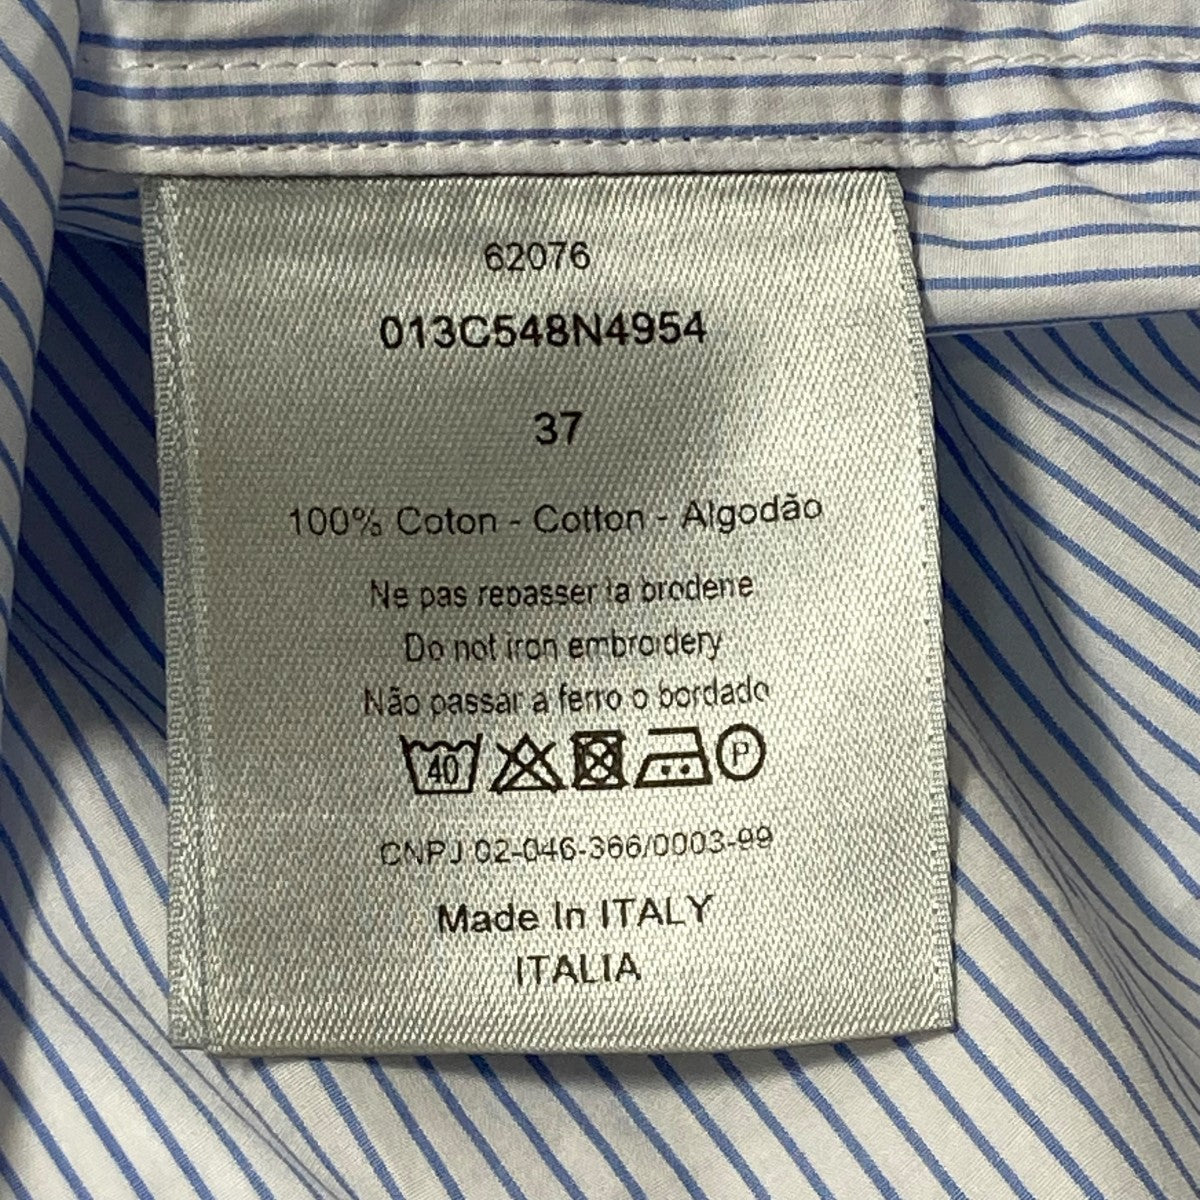 62076
013C548N4954
37
100% Coton - Cotton - Algodão
Ne pas repasser la broderie
Do not iron embroidery
Não passar a ferro o bordado
40 P
CNPJ 02-046-366/0003-99
Made In ITALY
ITALIA